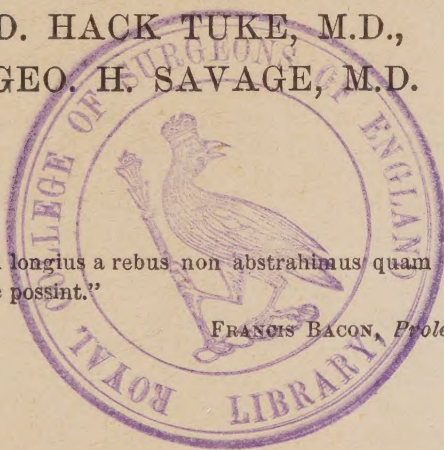 D. HACK TUKE, M.D.,
GEO. H. SAVAGE, M.D.
longius a rebus non abstrahimus quam
possint.”
FRANCIS BACON,
ROYAL COLLEGE OF SURGEONS OF ENGLAND
LIBRARY,